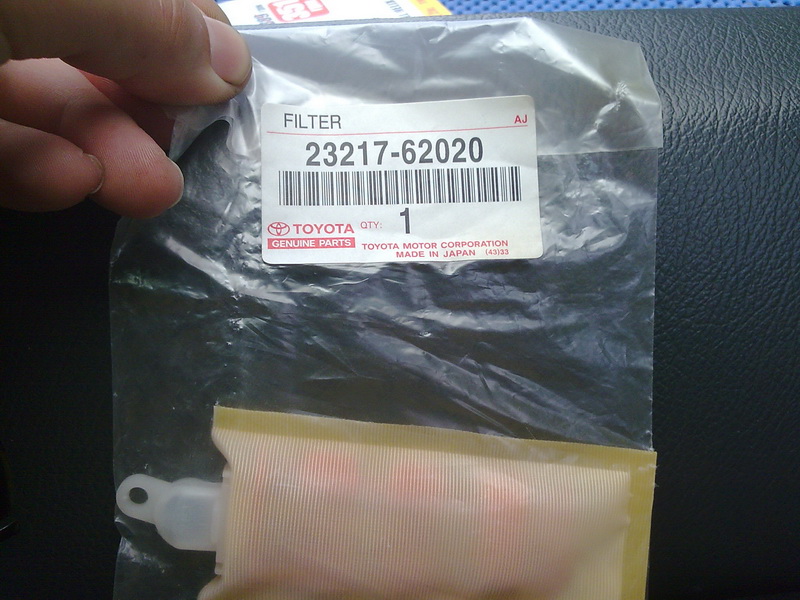 FILTER AJ
23217-62020
TOYOTA QTY: 1
GENUINE PARTS TOYOTA MOTOR CORPORATION
MADE IN JAPAN (43)33